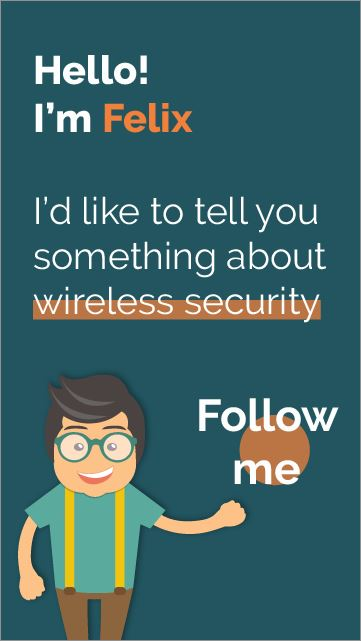 Hello!
I’m Felix
I’d like to tell you
something about
wireless security
Follow
me